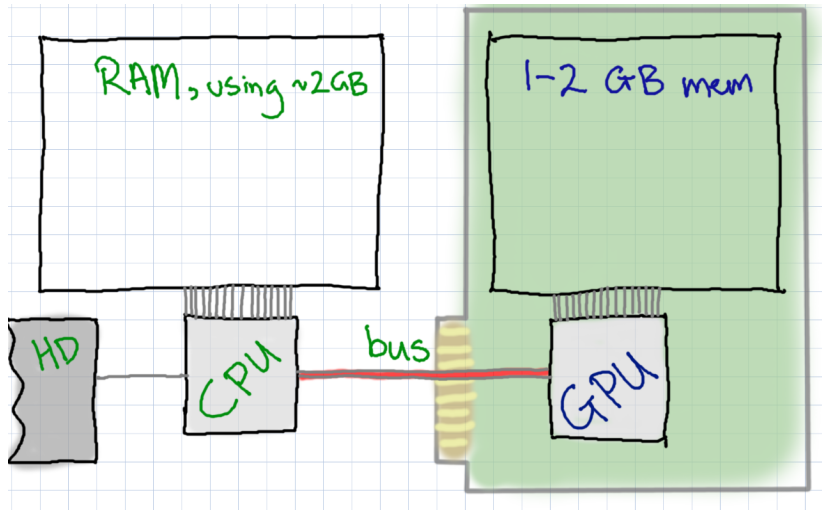 RAM, using ~2GB
1-2 GB mem
HD
CPU
bus
GPU